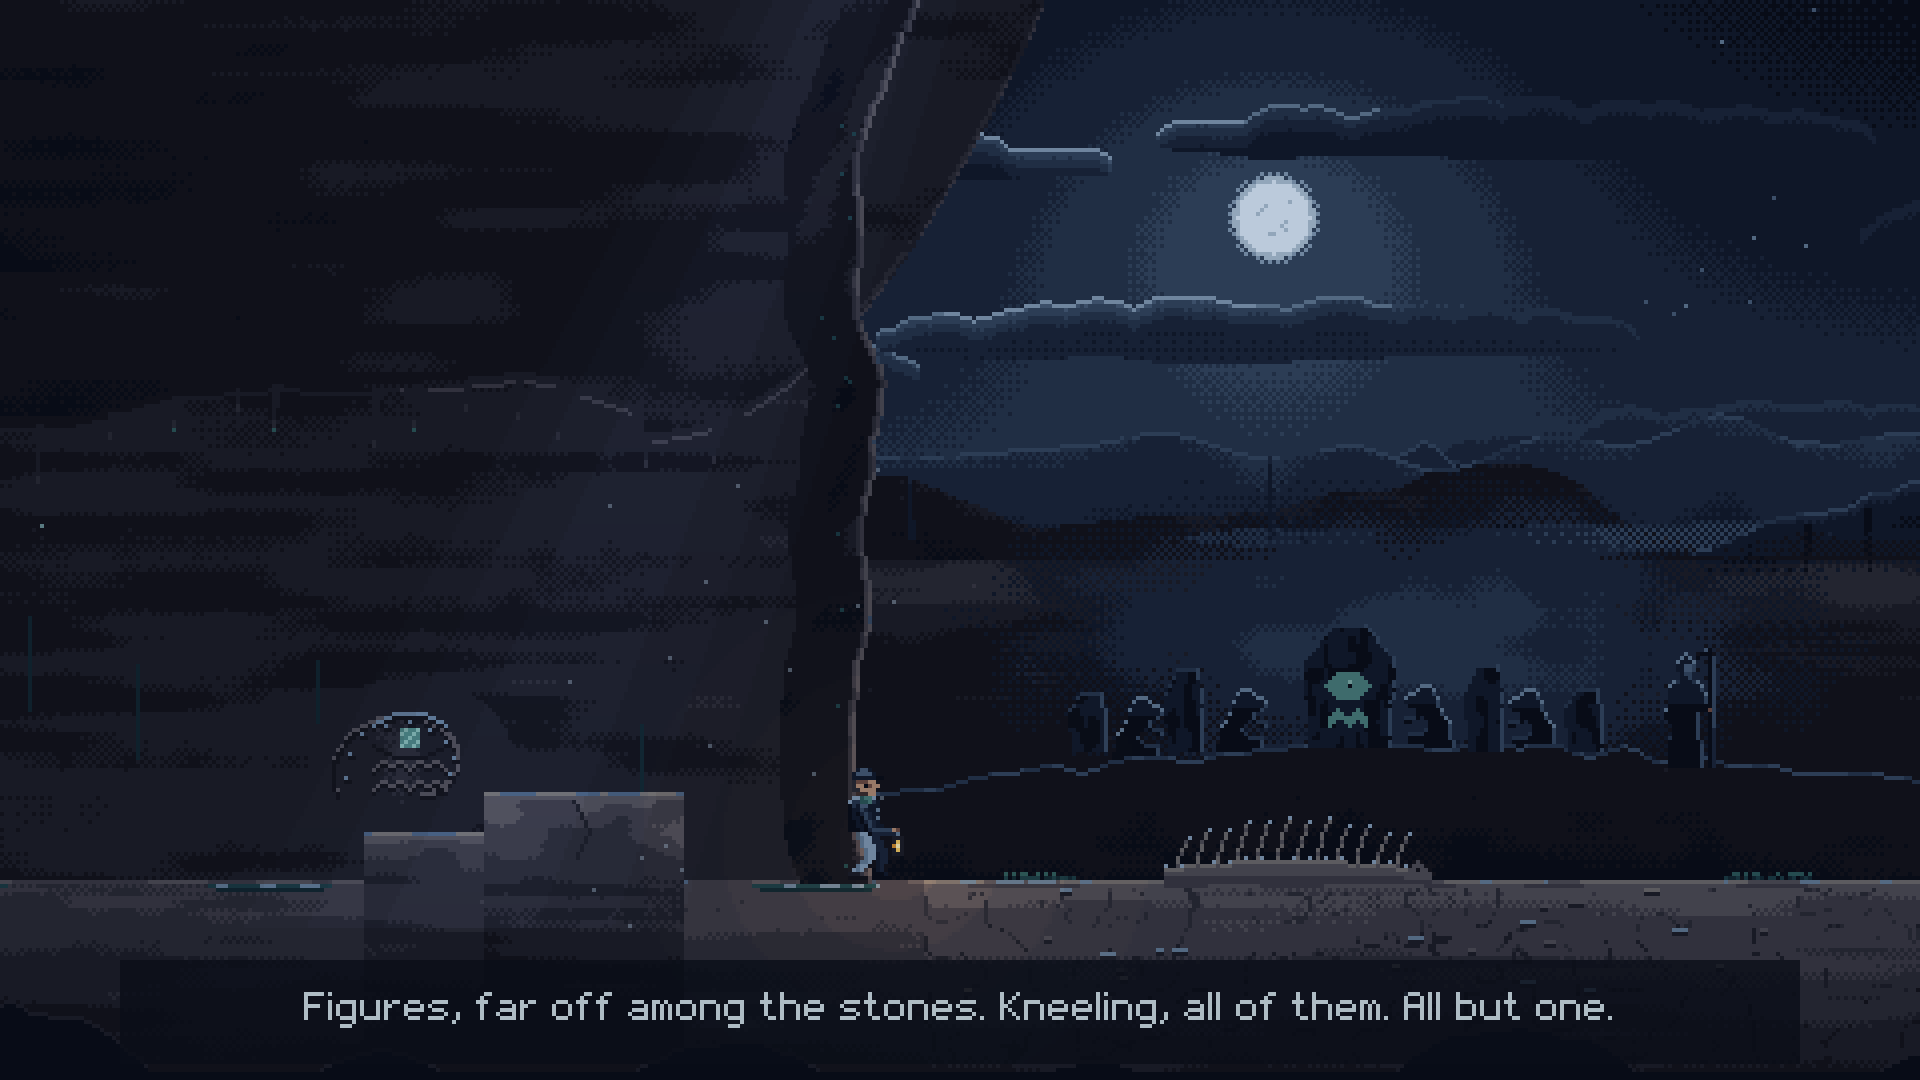 Figures, far off among the stones. Kneeling, all of them. All but one.